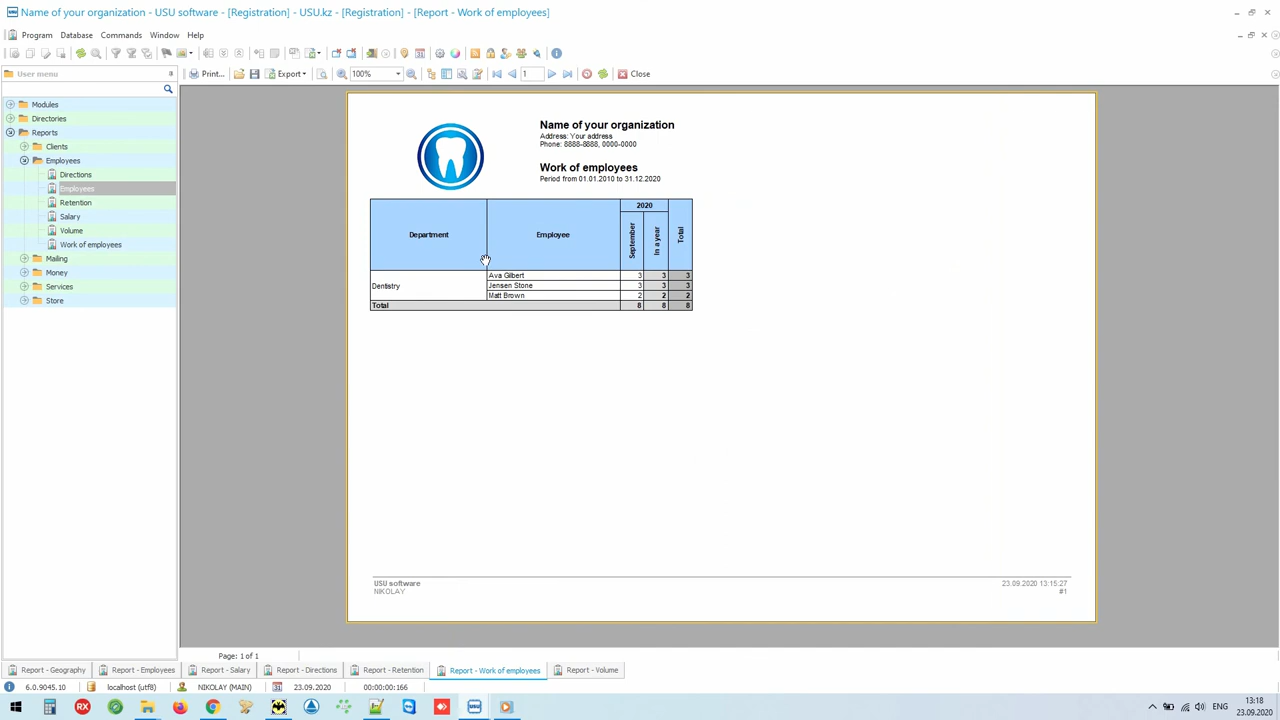 Name of your organization - USU software - [Registration] - USU.kz - [Registration] - [Report - Work of employees]
Program Database Commands Window Help
Print... Export 100% 1 Close
User menu
Modules
Directories
Reports
Clients
Employees
Directions
Employees
Retention
Salary
Volume
Work of employees
Mailing
Money
Services
Store
Name of your organization
Address: Your address
Phone: 8888-8888, 0000-0000
Work of employees
Period from 01.01.2010 to 31.12.2020
Department Employee 2020 September In a year Total
Dentistry
Ava Gilbert 3 3 3
Jensen Stone 3 3 3
Matt Brown 2 2 2
Total 8 8 8
USU software 23.09.2020 13:15:27
NIKOLAY #1
Page: 1 of 1
Report - Geography Report - Employees Report - Salary Report - Directions Report - Retention Report - Work of employees Report - Volume
6.0.9045.10 localhost (utf8) NIKOLAY (MAIN) 23.09.2020 00:00:00:166
RX ENG 13:18
23.09.2020